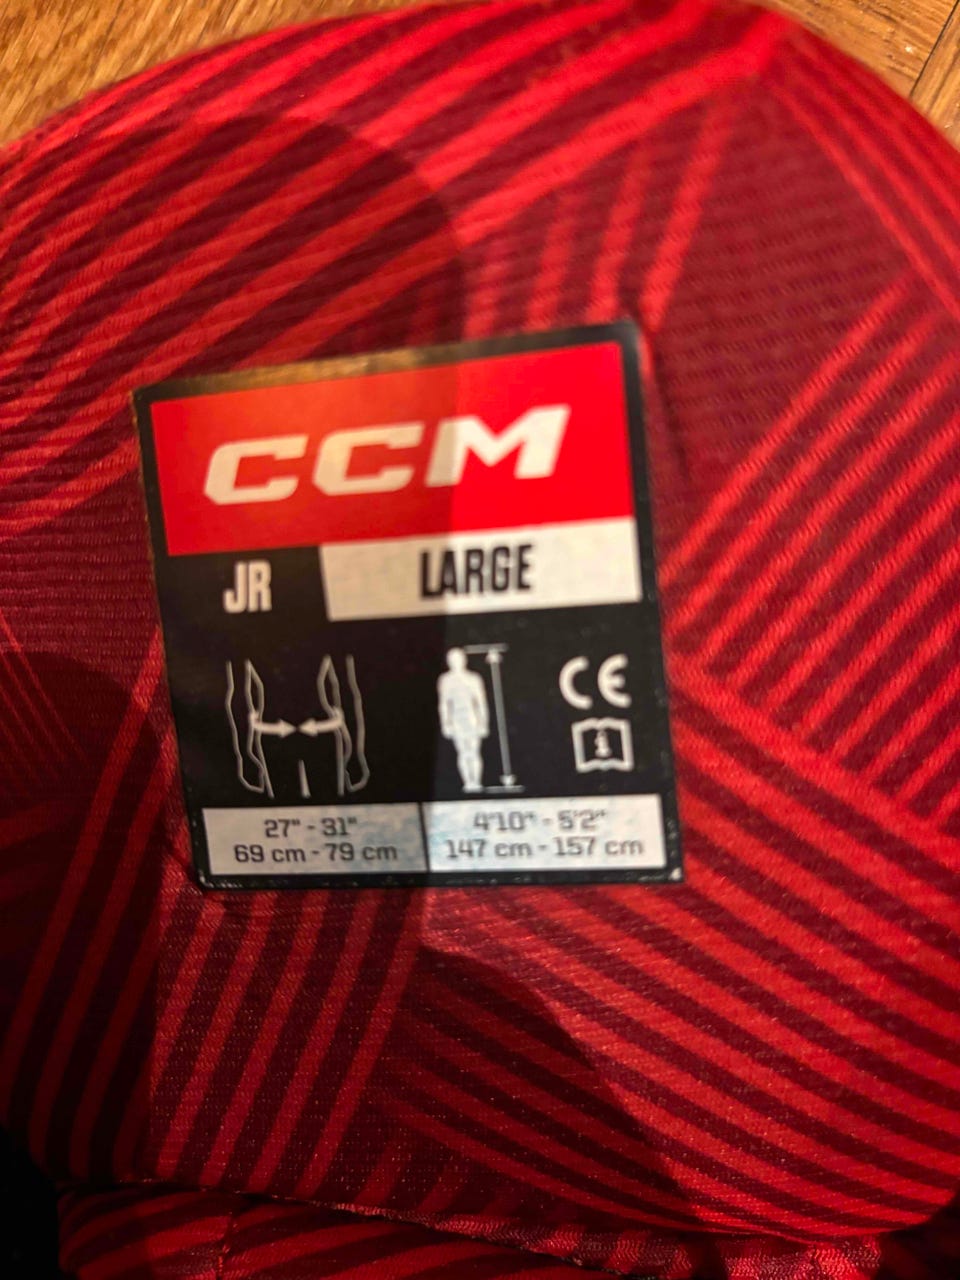 CCM
JR LARGE
CE
i
27" - 31"
69 cm - 79 cm
4'10" - 5'2"
147 cm - 157 cm